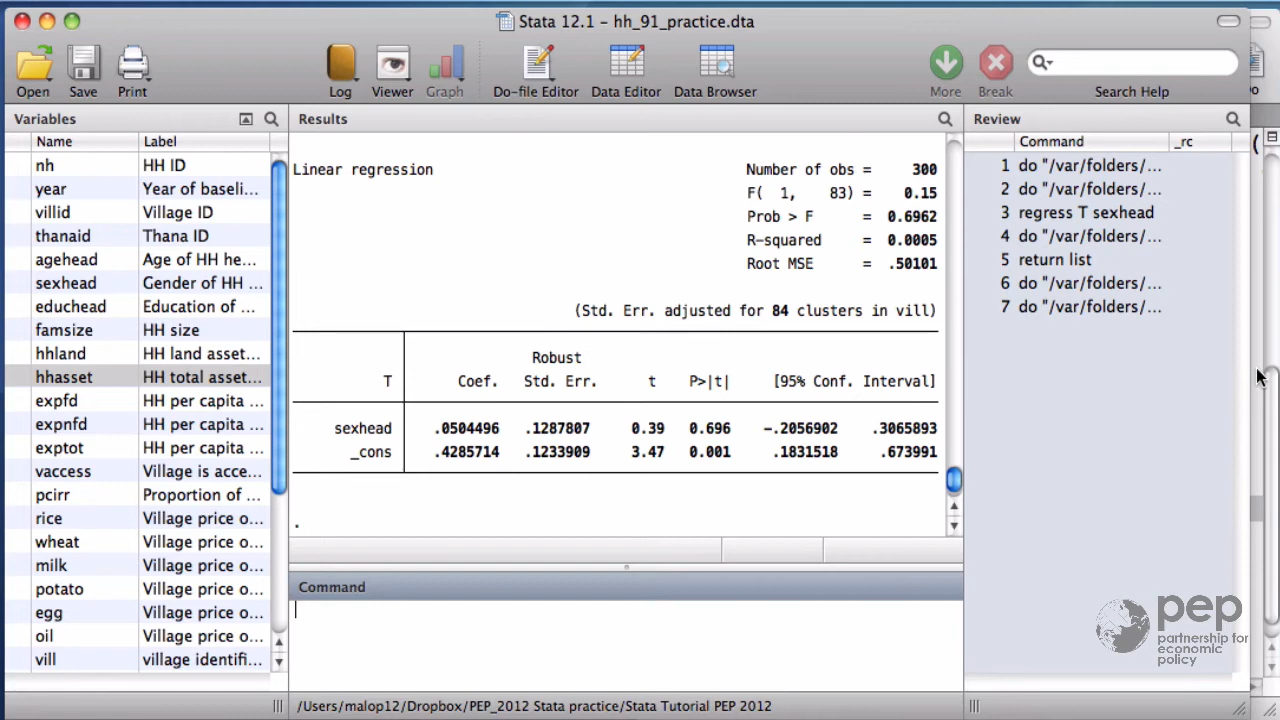 Stata 12.1 – hh_91_practice.dta
Open Save Print Log Viewer Graph Do-file Editor Data Editor Data Browser More Break Search Help
Variables
Name Label
nh HH ID
year Year of baseli...
villid Village ID
thanaid Thana ID
agehead Age of HH he...
sexhead Gender of HH ...
educhead Education of ...
famsize HH size
hhland HH land asset...
hhasset HH total asset...
expfd HH per capita ...
expnfd HH per capita ...
exptot HH per capita ...
vaccess Village is acce...
pcirr Proportion of ...
rice Village price o...
wheat Village price o...
milk Village price o...
potato Village price o...
egg Village price o...
oil Village price o...
vill village identifi...
Results
Linear regression Number of obs = 300
F( 1, 83) = 0.15
Prob > F = 0.6962
R-squared = 0.0005
Root MSE = .50101
(Std. Err. adjusted for 84 clusters in vill)
Robust
T Coef. Std. Err. t P>|t| [95% Conf. Interval]
sexhead .0504496 .1287807 0.39 0.696 -.2056902 .3065893
_cons .4285714 .1233909 3.47 0.001 .1831518 .673991
.
Command
/Users/malop12/Dropbox/PEP_2012 Stata practice/Stata Tutorial PEP 2012
Review
Command _rc
1 do "/var/folders/...
2 do "/var/folders/...
3 regress T sexhead
4 do "/var/folders/...
5 return list
6 do "/var/folders/...
7 do "/var/folders/...
pep
partnership for
economic
policy